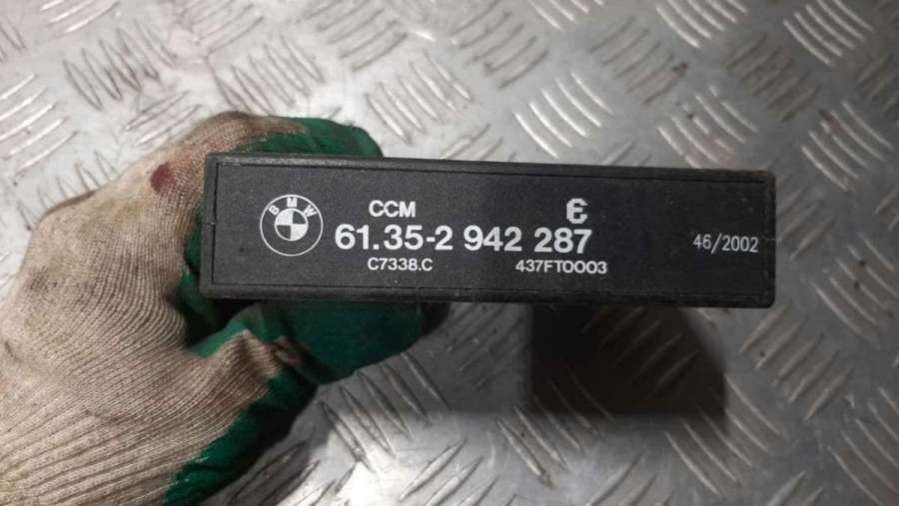 BMW
CCM Ɛ
61.35-2 942 287
46/2002
C7338.C 437FT0003